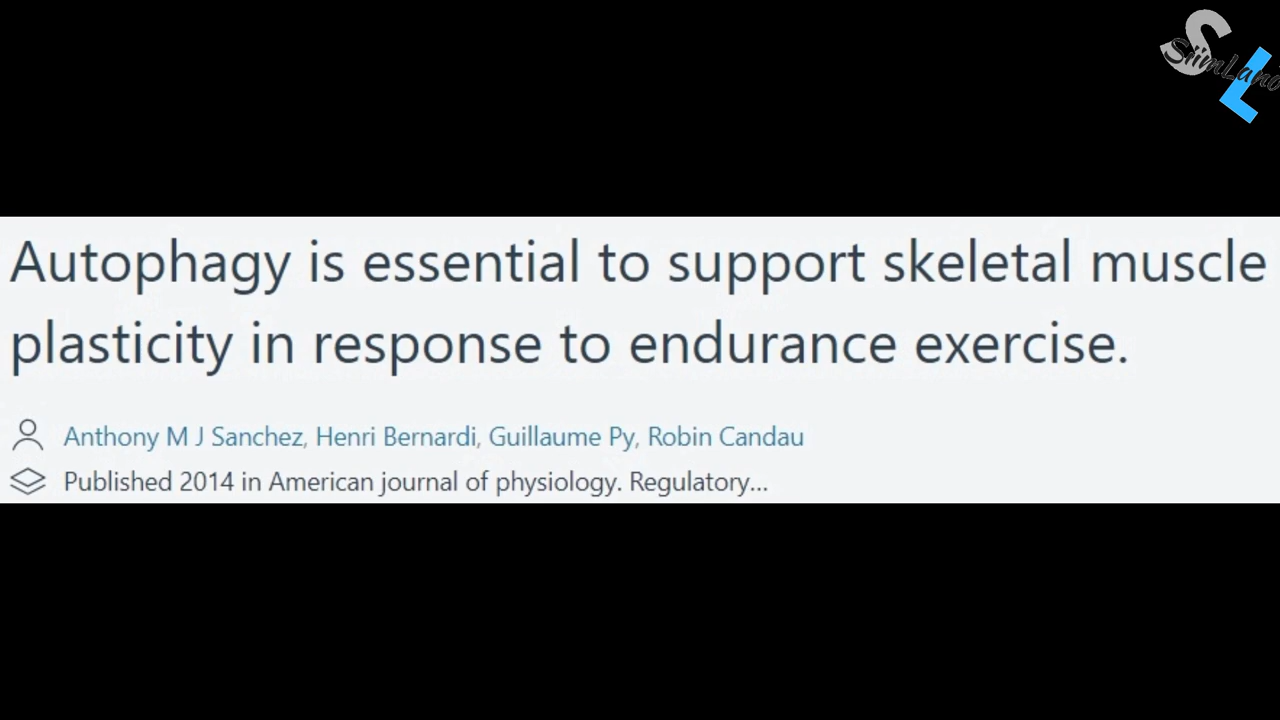 SiimLand
Autophagy is essential to support skeletal muscle
plasticity in response to endurance exercise.
Anthony M J Sanchez, Henri Bernardi, Guillaume Py, Robin Candau
Published 2014 in American journal of physiology. Regulatory...